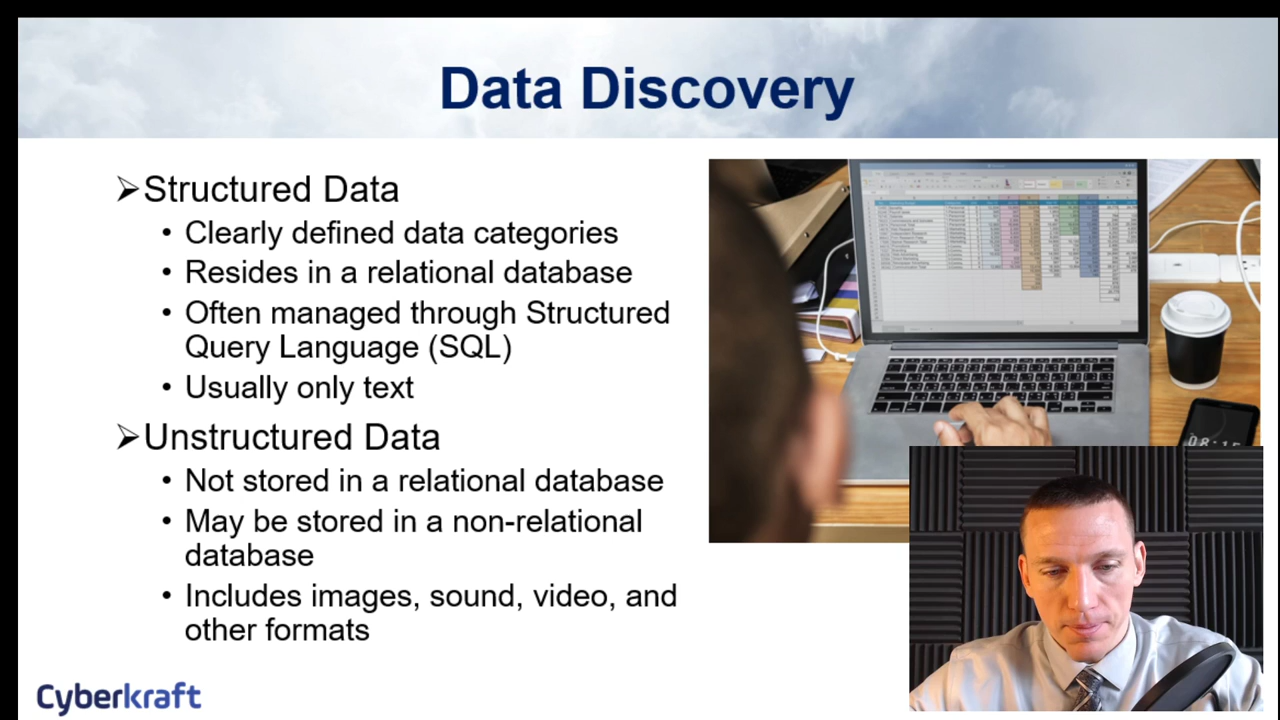 Data Discovery
➢Structured Data
• Clearly defined data categories
• Resides in a relational database
• Often managed through Structured
Query Language (SQL)
• Usually only text
➢Unstructured Data
• Not stored in a relational database
• May be stored in a non-relational
database
• Includes images, sound, video, and
other formats
Cyberkraft